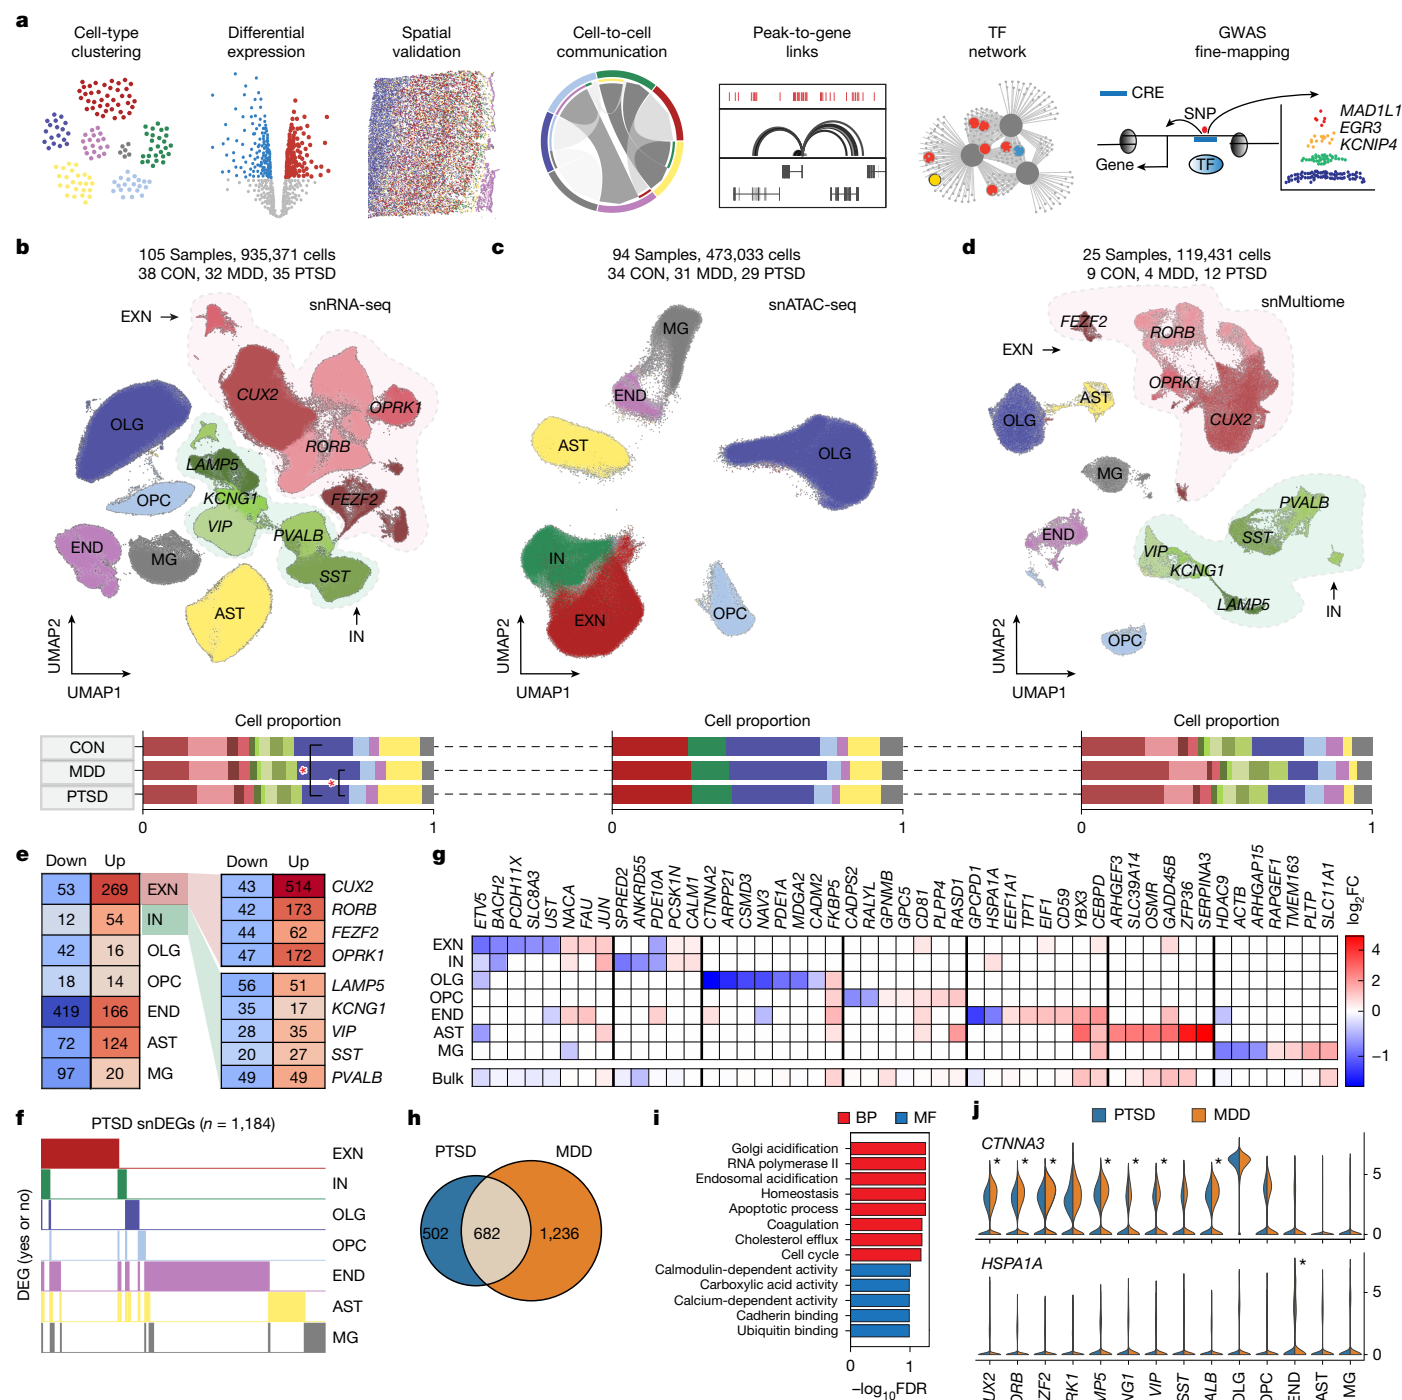 a
Cell-type
clustering
Differential
expression
Spatial
validation
Cell-to-cell
communication
Peak-to-gene
links
TF
network
GWAS
fine-mapping
CRE
SNP
Gene
TF
MAD1L1
EGR3
KCNIP4
b
105 Samples, 935,371 cells
38 CON, 32 MDD, 35 PTSD
snRNA-seq
EXN
CUX2
OPRK1
RORB
OLG
LAMP5
OPC
KCNG1
FEZF2
VIP
PVALB
END
MG
SST
AST
IN
UMAP2
UMAP1
c
94 Samples, 473,033 cells
34 CON, 31 MDD, 29 PTSD
snATAC-seq
MG
END
AST
OLG
IN
EXN
OPC
UMAP2
UMAP1
d
25 Samples, 119,431 cells
9 CON, 4 MDD, 12 PTSD
snMultiome
FEZF2
RORB
EXN
OPRK1
AST
OLG
CUX2
MG
PVALB
END
SST
VIP
KCNG1
LAMP5
IN
OPC
UMAP2
UMAP1
Cell proportion
Cell proportion
Cell proportion
CON
MDD
PTSD
*
*
0 1
0 1
0 1
e
Down Up
53 269 EXN
12 54 IN
42 16 OLG
18 14 OPC
419 166 END
72 124 AST
97 20 MG
Down Up
43 514 CUX2
42 173 RORB
44 62 FEZF2
47 172 OPRK1
56 51 LAMP5
35 17 KCNG1
28 35 VIP
20 27 SST
49 49 PVALB
g
ETV5
BACH2
PCDH11X
SLC8A3
UST
NACA
FAU
JUN
SPRED2
ANKRD55
PDE10A
PCSK1N
CALM1
CTNNA2
ARPP21
CSMD3
NAV3
PDE1A
MDGA2
CADM2
FKBP5
CADPS2
RALYL
GPNMB
GPC5
CD81
PLPP4
RASD1
GPCPD1
HSPA1A
EEF1A1
TPT1
EIF1
CD59
YBX3
CEBPD
ARHGEF3
SLC39A14
OSMR
GADD45B
ZFP36
SERPINA3
HDAC9
ACTB
ARHGAP15
RAPGEF1
TMEM163
PLTP
SLC11A1
EXN
IN
OLG
OPC
END
AST
MG
Bulk
log2FC
4
2
0
−1
f
PTSD snDEGs (n = 1,184)
DEG (yes or no)
EXN
IN
OLG
OPC
END
AST
MG
h
PTSD MDD
502 682 1,236
i
BP MF
Golgi acidification
RNA polymerase II
Endosomal acidification
Homeostasis
Apoptotic process
Coagulation
Cholesterol efflux
Cell cycle
Calmodulin-dependent activity
Carboxylic acid activity
Calcium-dependent activity
Cadherin binding
Ubiquitin binding
0 1
−log10FDR
j
PTSD MDD
CTNNA3
* * * * * * *
5
0
HSPA1A
*
5
0
UX2
ORB
ZF2
RK1
MP5
NG1
VIP
SST
ALB
OLG
OPC
END
AST
MG